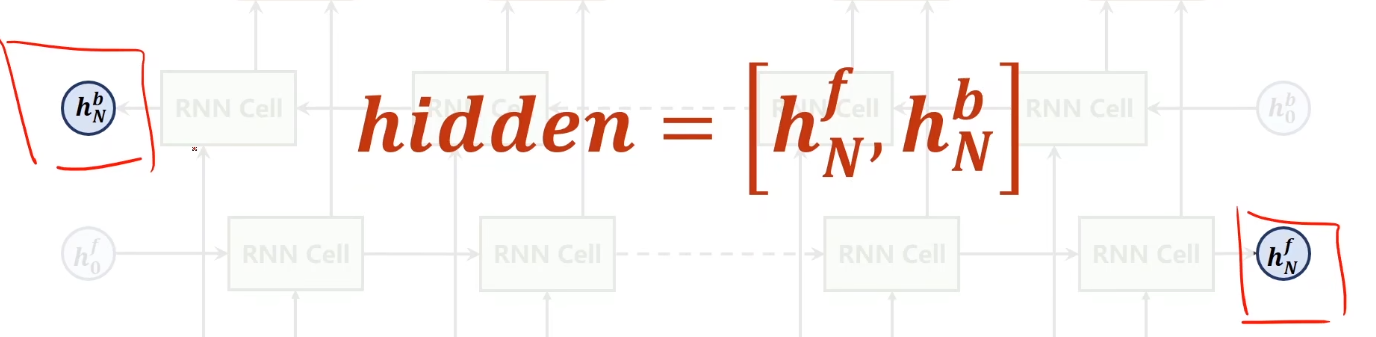 h_N^b RNN Cell RNN Cell RNN Cell RNN Cell h_0^b
hidden = [h_N^f, h_N^b]
h_0^f RNN Cell RNN Cell RNN Cell RNN Cell h_N^f